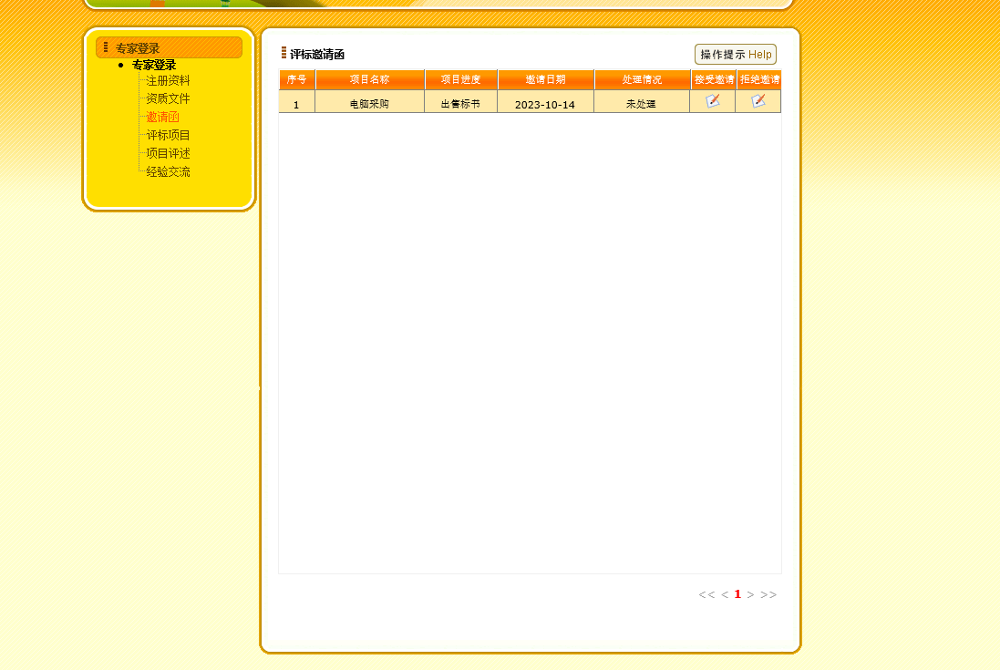 专家登录
专家登录
注册资料
资质文件
邀请函
评标项目
项目评述
经验交流
评标邀请函
操作提示 Help
序号 项目名称 项目进度 邀请日期 处理情况 接受邀请 拒绝邀请
1 电脑采购 出售标书 2023-10-14 未处理
<< < 1 > >>